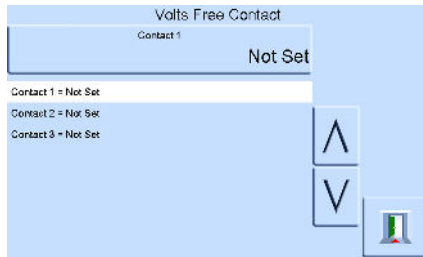 Volts Free Contact
Contact 1
Not Set
Contact 1 = Not Set
Contact 2 = Not Set
Contact 3 = Not Set